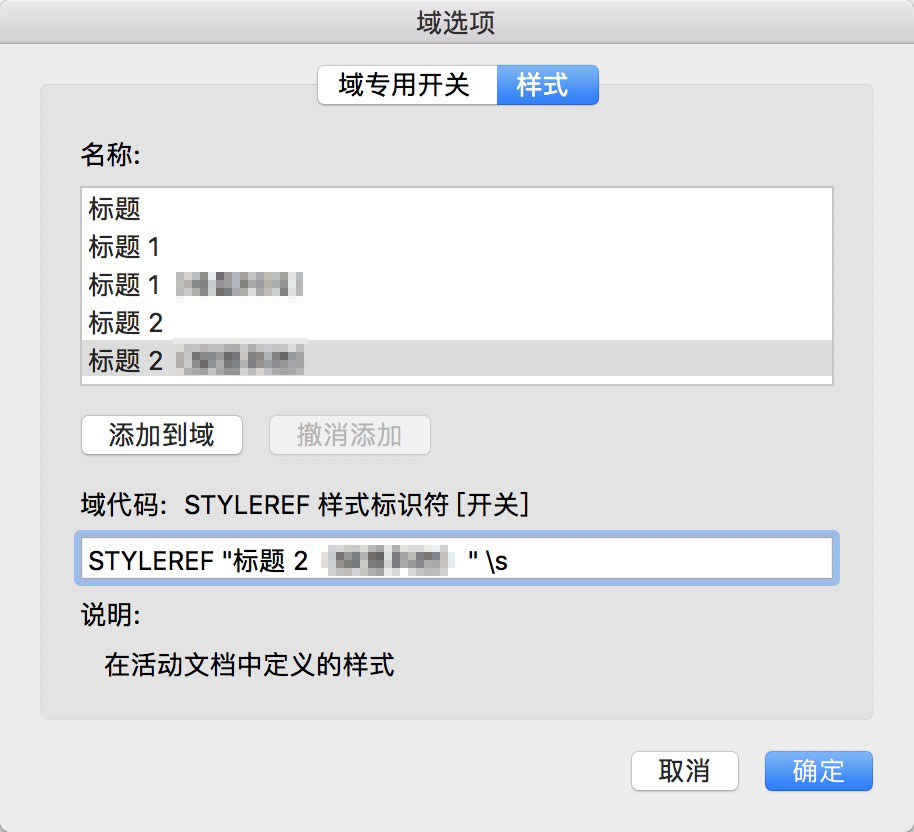 域选项
域专用开关 样式
名称:
标题
标题 1
标题 1
标题 2
标题 2
添加到域 撤消添加
域代码: STYLEREF 样式标识符 [开关]
STYLEREF "标题 2 " \s
说明:
在活动文档中定义的样式
取消 确定